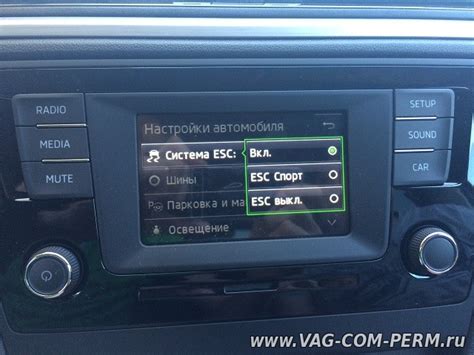 RADIO
MEDIA
MUTE
SETUP
SOUND
CAR
Настройки автомобиля
Система ESC:
Вкл.
Шины
ESC Спорт
Парковка и ма
ESC выкл.
Освещение
www.VAG-COM-PERM.ru